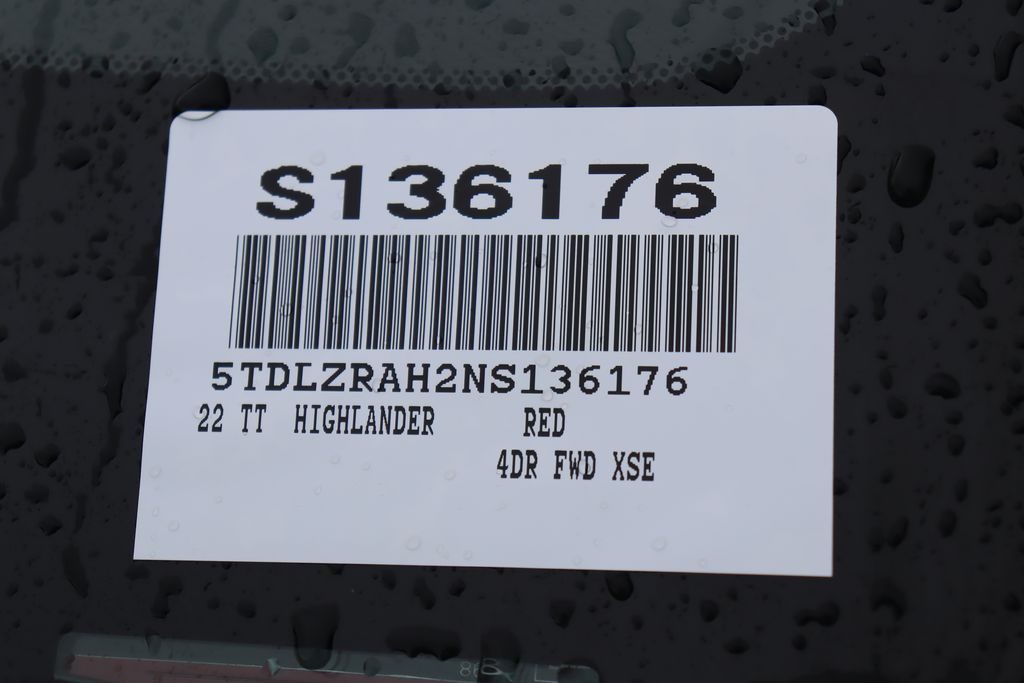 S136176
5TDLZRAH2NS136176
22 TT HIGHLANDER RED
4DR FWD XSE